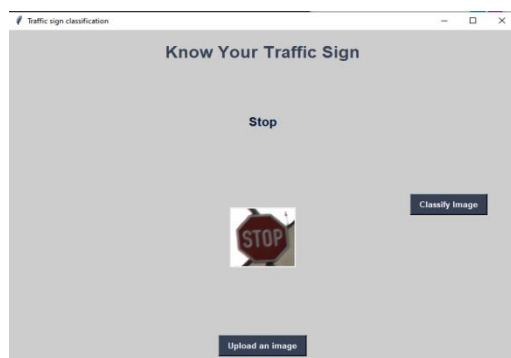 Traffic sign classification
Know Your Traffic Sign
Stop
Classify Image
STOP
Upload an image